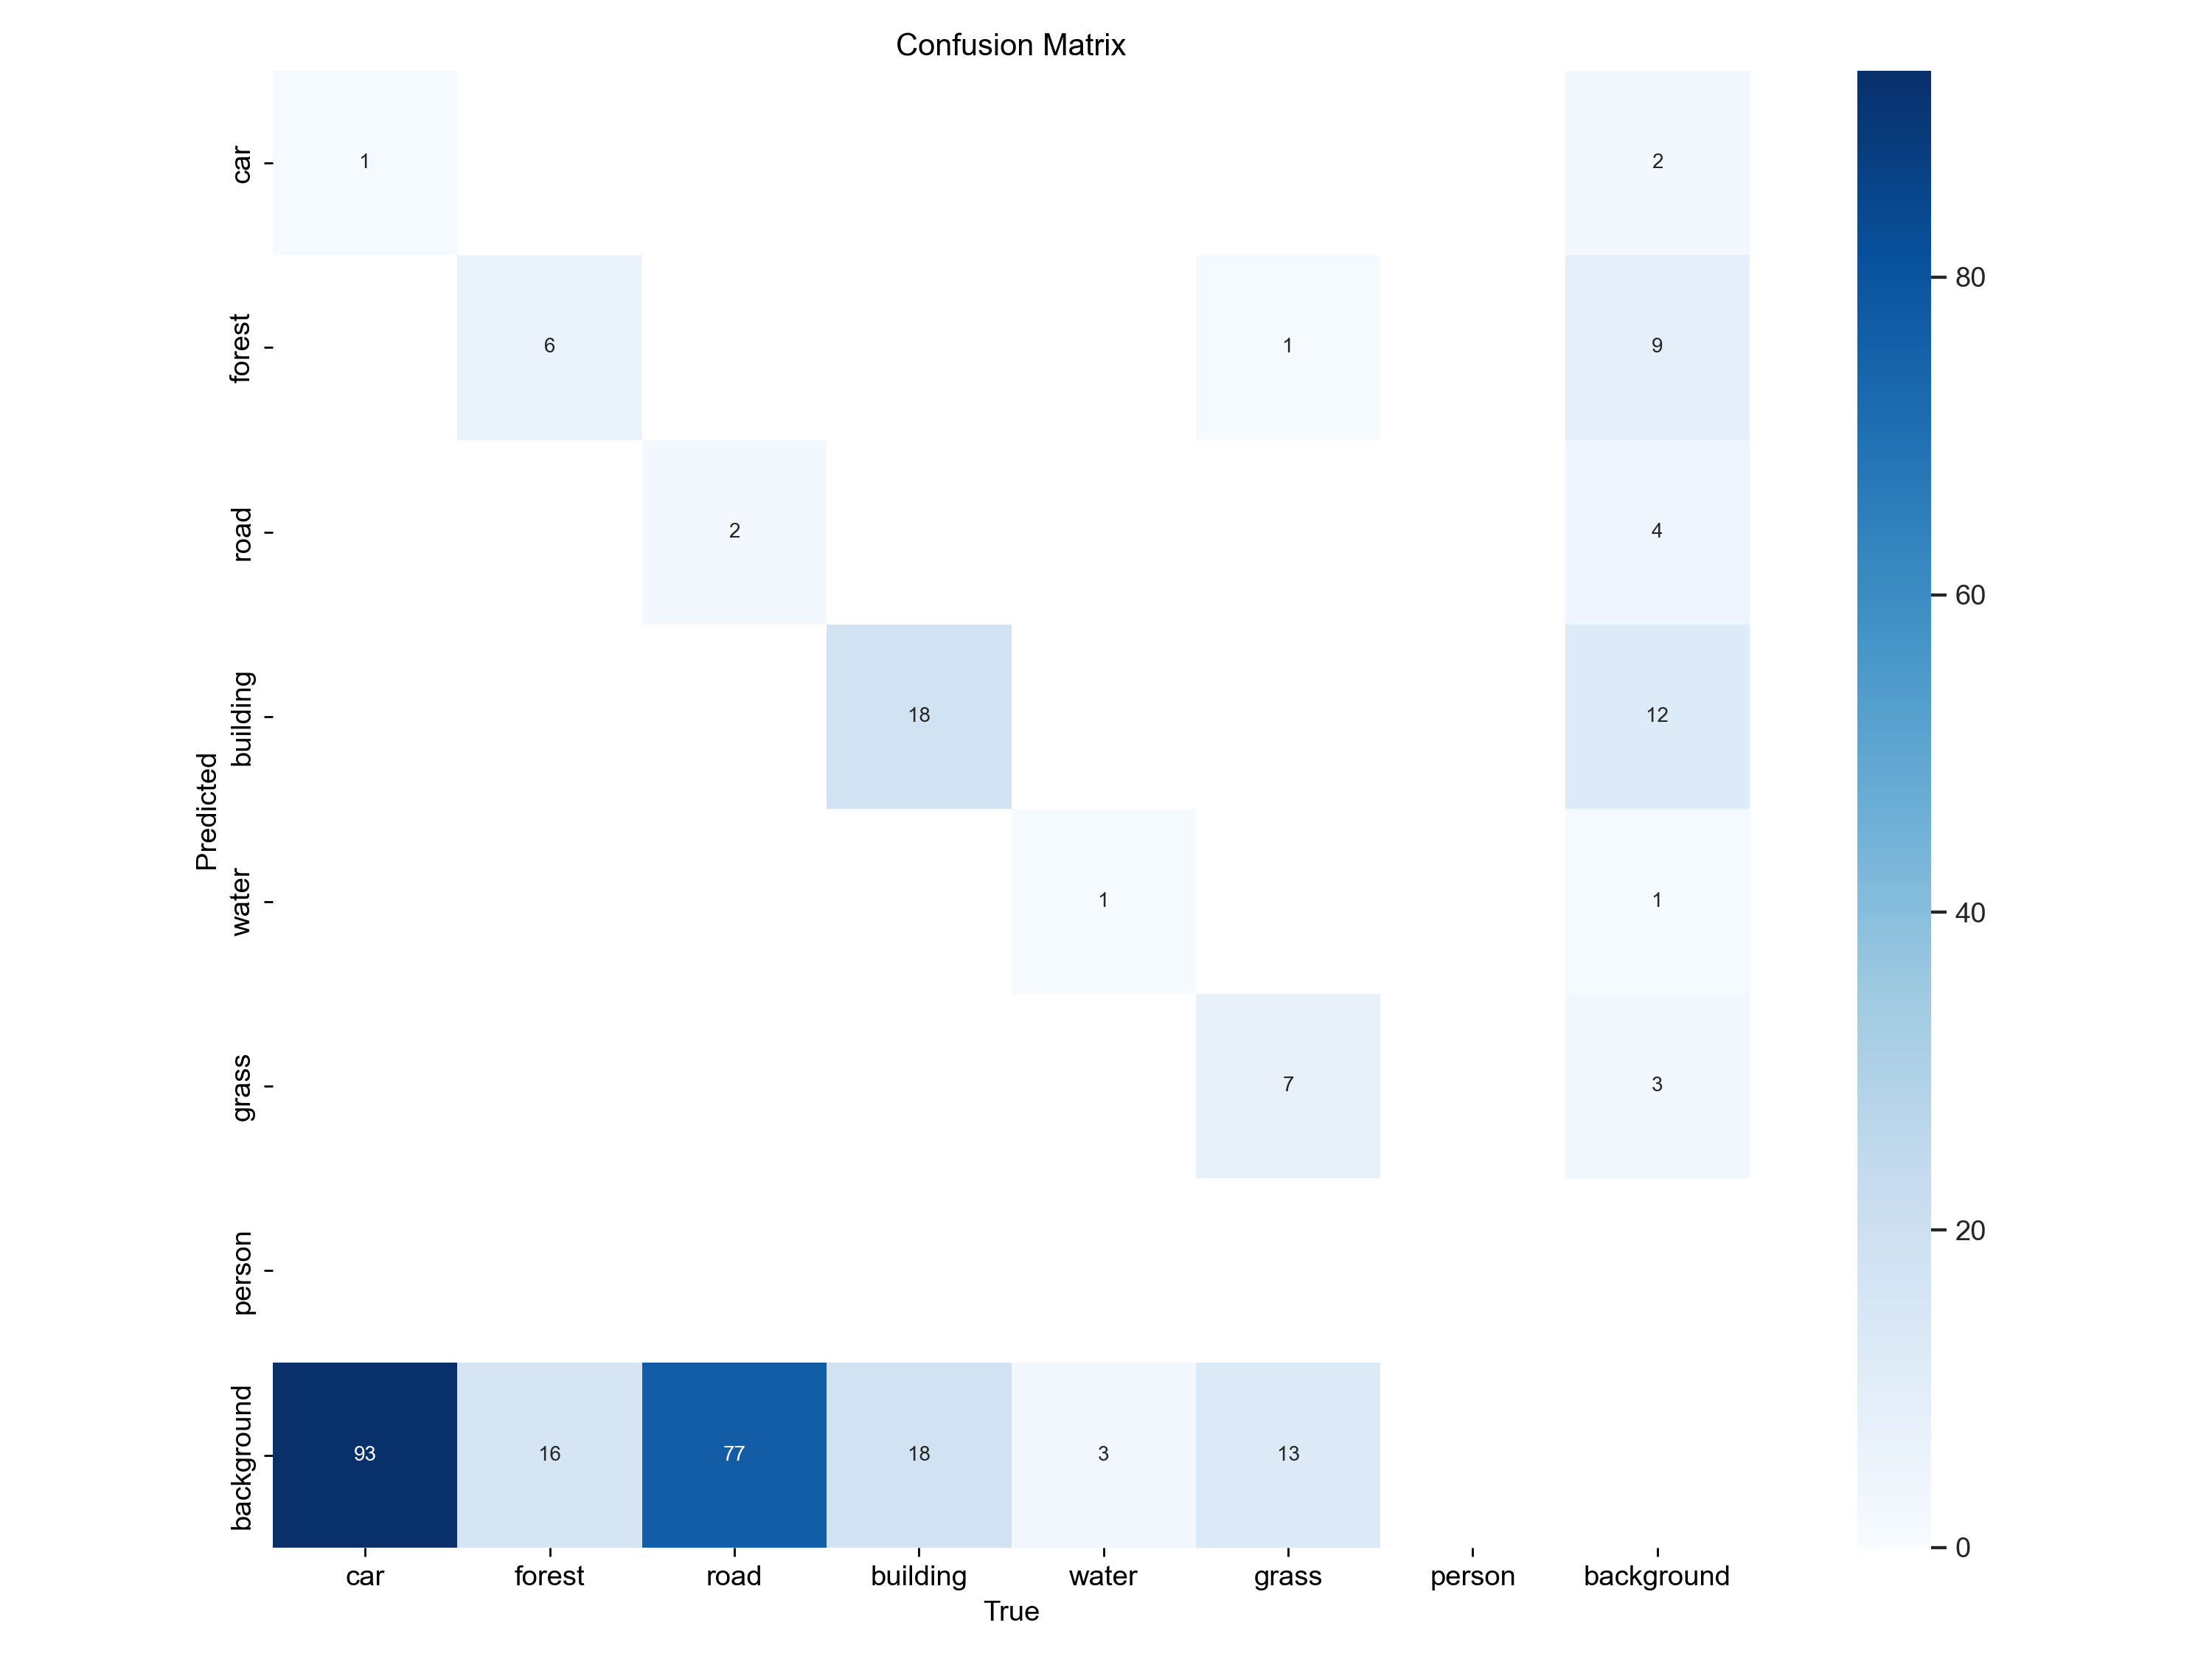 Confusion Matrix
car
1
2
forest
6
1
9
road
2
4
building
18
12
water
1
1
grass
7
3
person
background
93
16
77
18
3
13
car
forest
road
building
water
grass
person
background
True
Predicted
80
60
40
20
0